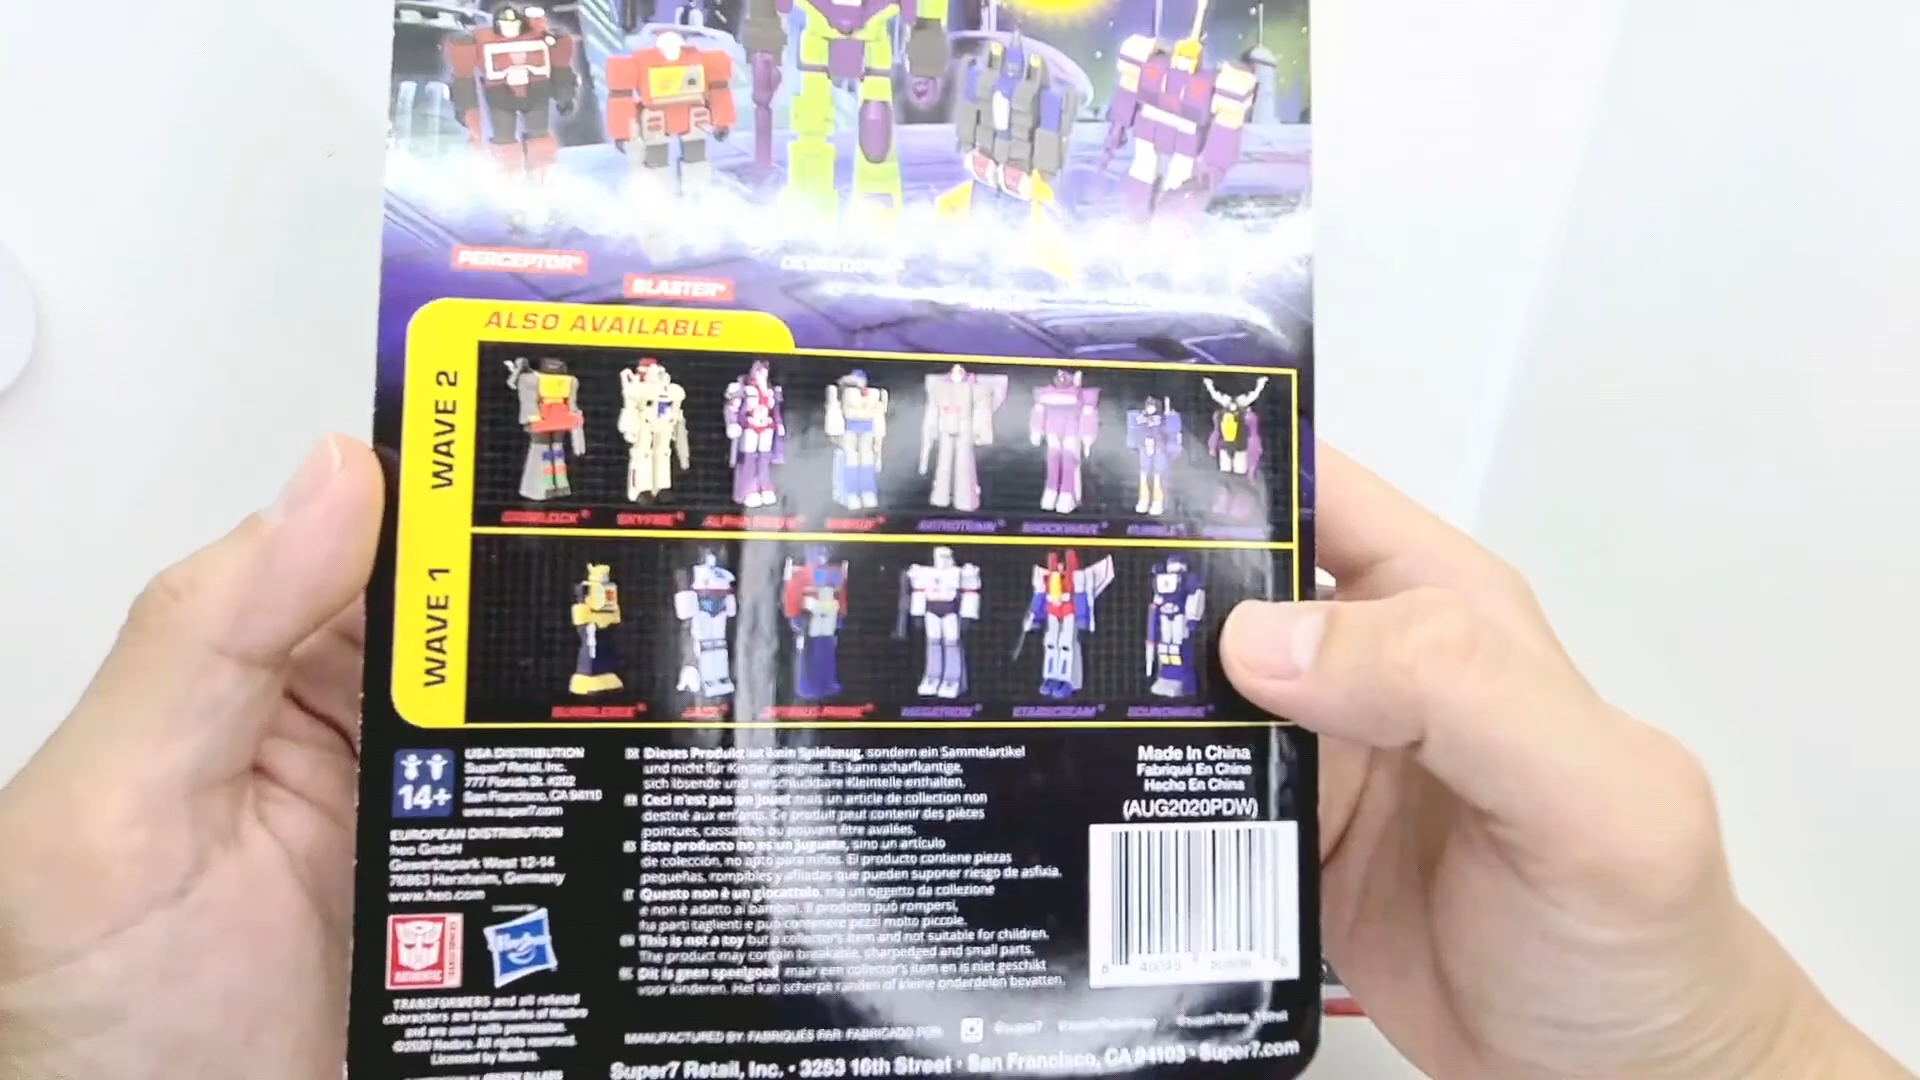 PERCEPTOR®
BLASTER®
ALSO AVAILABLE
WAVE 2
SKYFIRE®
SHOCKWAVE®
WAVE 1
BUMBLEBEE®
JAZZ®
OPTIMUS PRIME®
MEGATRON®
STARSCREAM®
SOUNDWAVE®
14+
USA DISTRIBUTION
Super7 Retail, Inc.
777 Florida St. #202
San Francisco, CA 94110
www.super7.com
EUROPEAN DISTRIBUTION
heo GmbH
Gewerbepark West 12-14
76863 Herxheim, Germany
www.heo.com
AUTHENTIC
TRANSFORMERS
Hasbro
TRANSFORMERS and all related
characters are trademarks of Hasbro
and are used with permission.
©2020 Hasbro. All rights reserved.
Licensed by Hasbro.
Dieses Produkt ist kein Spielzeug, sondern ein Sammelartikel
und nicht für Kinder geeignet. Es kann scharfkantige,
sich lösende und verschluckbare Kleinteile enthalten.
Ceci n'est pas un jouet mais un article de collection non
destiné aux enfants. Ce produit peut contenir des pièces
pointues, cassantes ou pouvant être avalées.
Este producto no es un juguete, sino un artículo
de colección, no apto para niños. El producto contiene piezas
pequeñas, rompibles y afiladas que pueden suponer riesgo de asfixia.
Questo non è un giocattolo, ma un oggetto da collezione
e non è adatto ai bambini. Il prodotto può rompersi,
ha parti taglienti e può contenere pezzi molto piccole.
This is not a toy but a collector's item and not suitable for children.
The product may contain breakable, sharpedged and small parts.
Dit is geen speelgoed maar een collector's item en is niet geschikt
voor kinderen. Het kan scherpe randen of kleine onderdelen bevatten.
Made In China
Fabriqué En Chine
Hecho En China
(AUG2020PDW)
MANUFACTURED BY: FABRIQUÉS PAR: FABRICADO POR:
Super7 Retail, Inc. • 3253 16th Street • San Francisco, CA 94103 • Super7.com